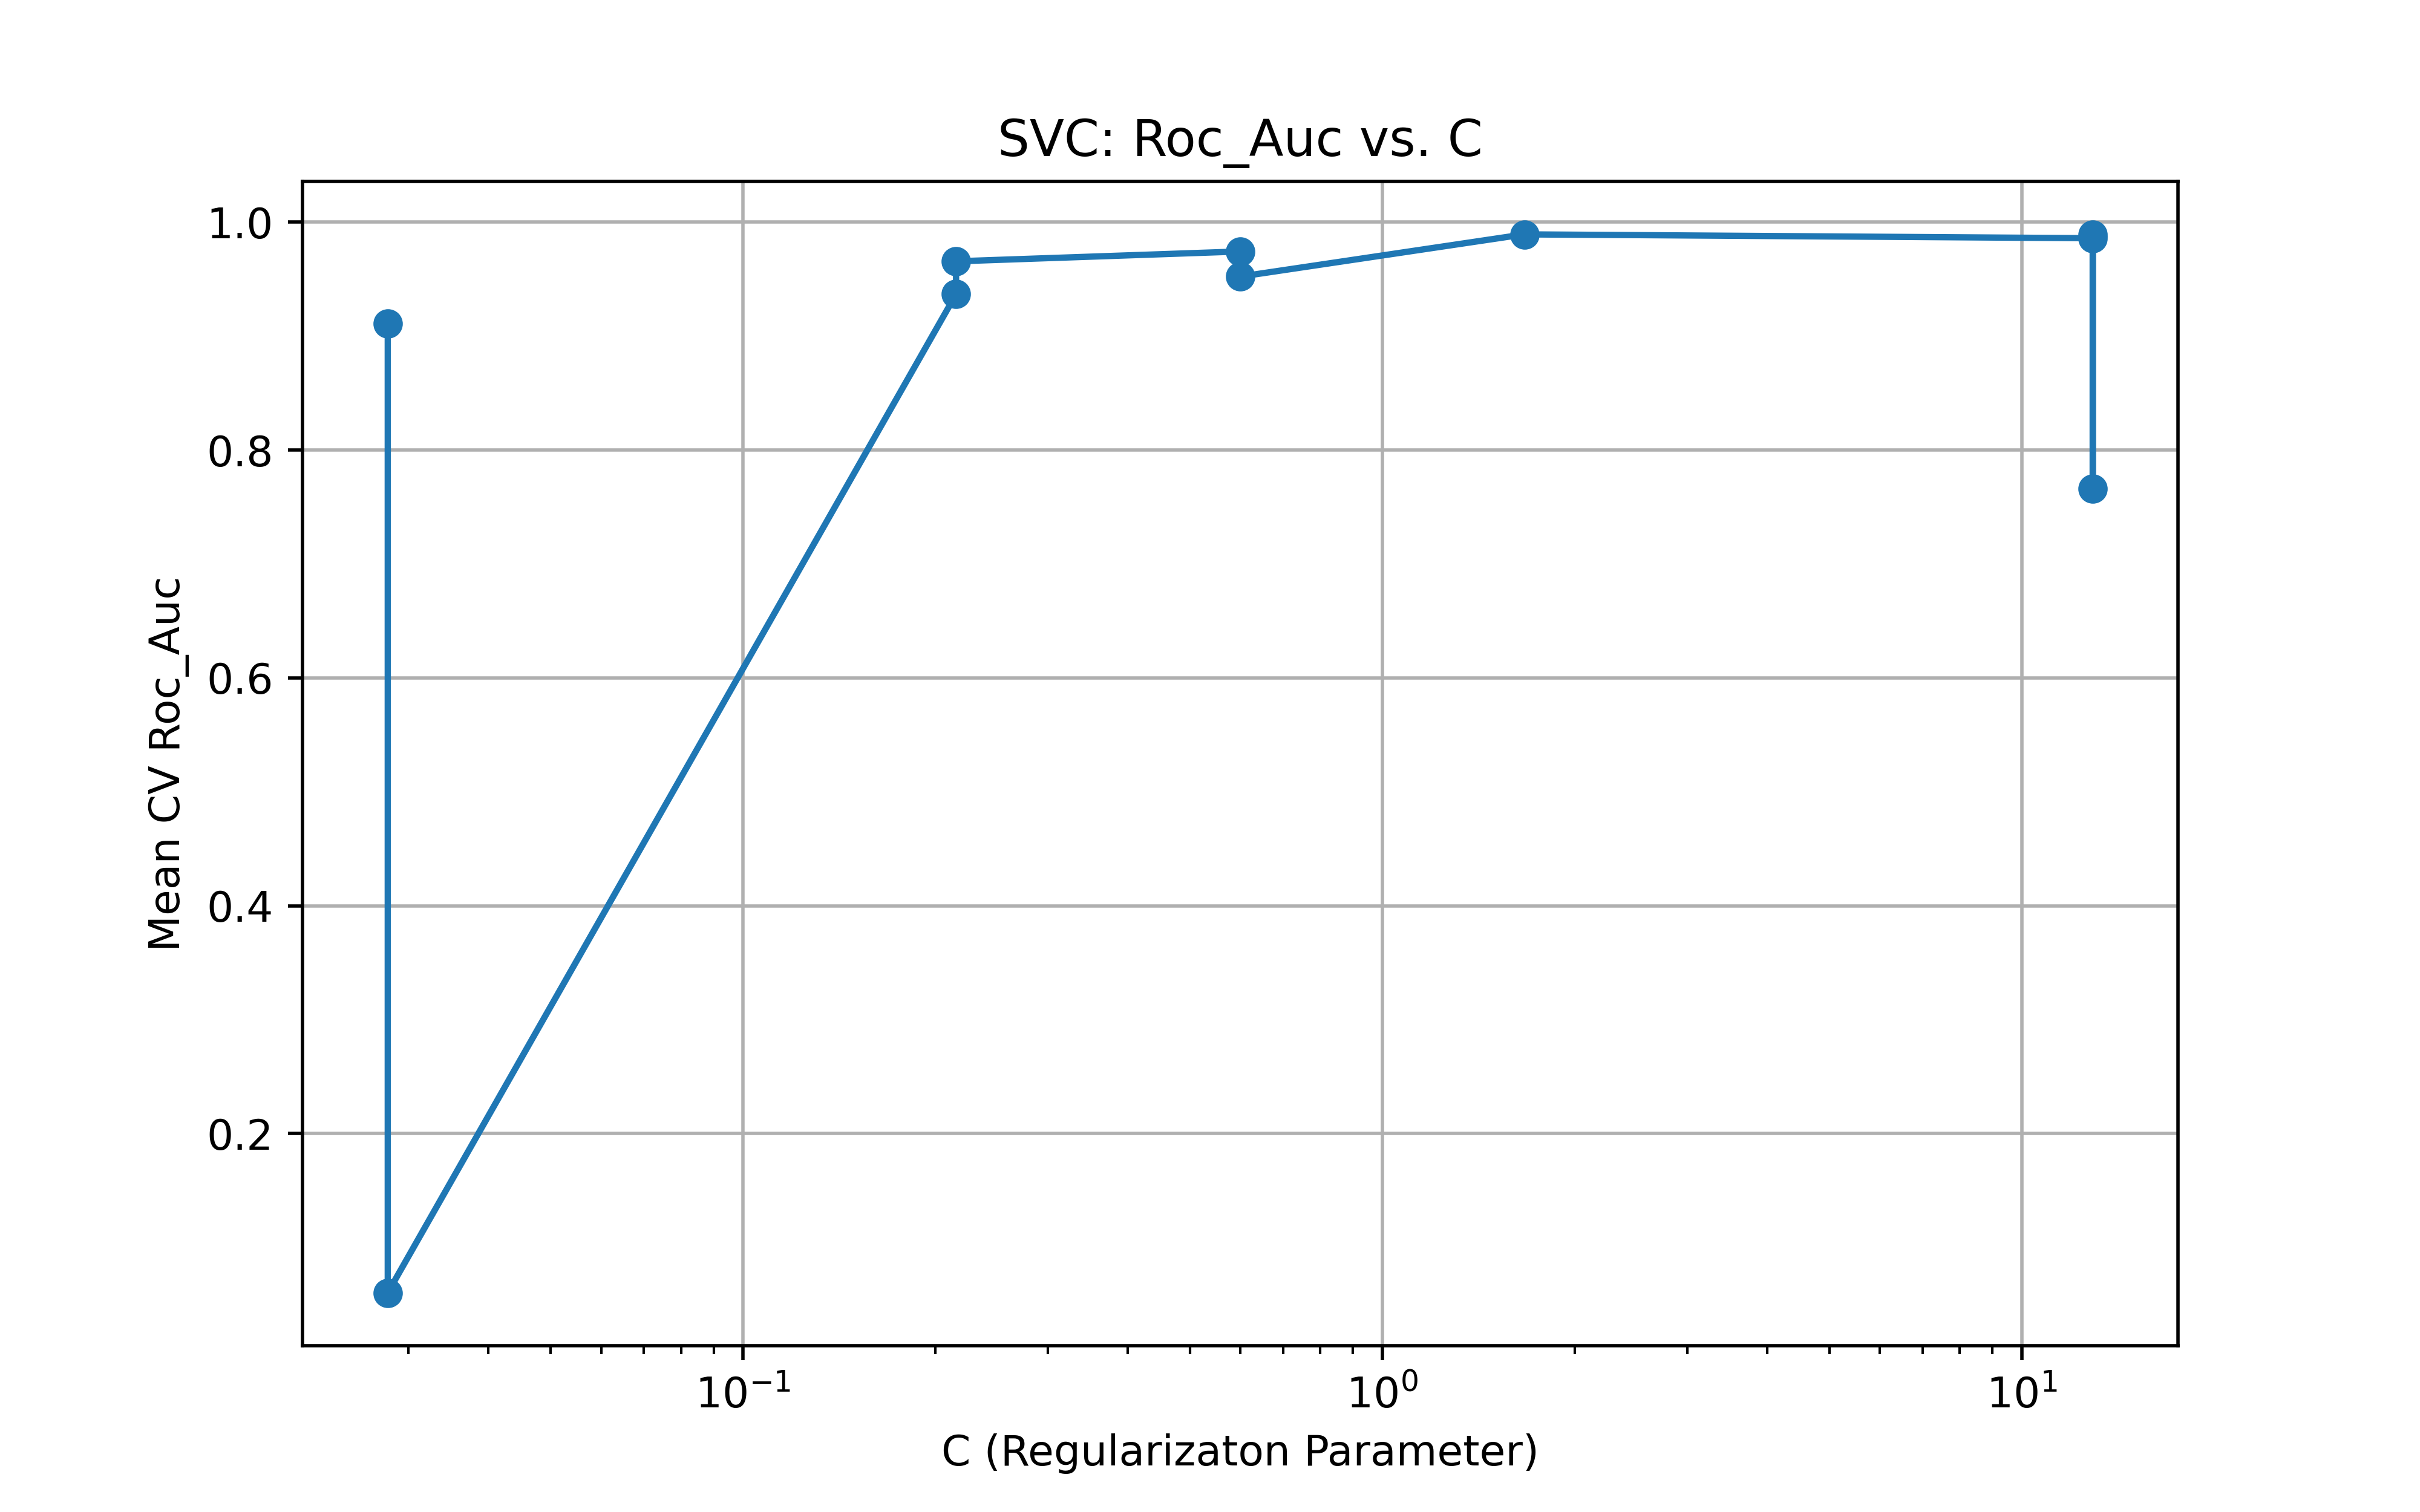 SVC: Roc_Auc vs. C
Mean CV Roc_Auc
1.0
0.8
0.6
0.4
0.2
10⁻¹
10⁰
10¹
C (Regularizaton Parameter)